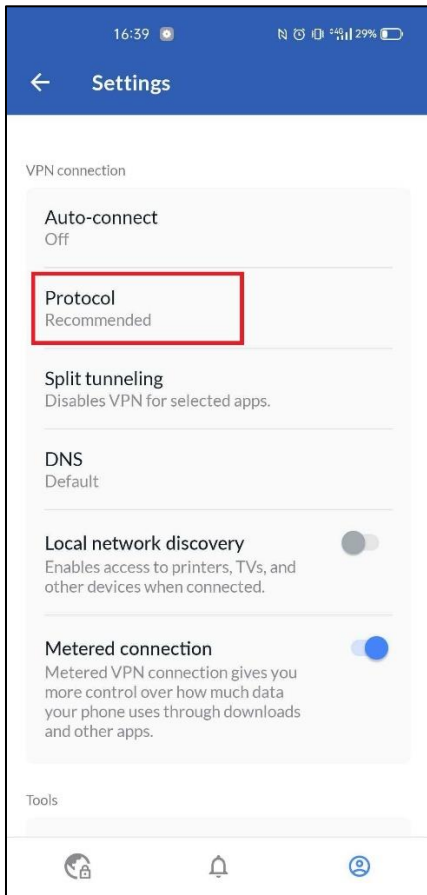 16:39 29%
Settings
VPN connection
Auto-connect
Off
Protocol
Recommended
Split tunneling
Disables VPN for selected apps.
DNS
Default
Local network discovery
Enables access to printers, TVs, and
other devices when connected.
Metered connection
Metered VPN connection gives you
more control over how much data
your phone uses through downloads
and other apps.
Tools